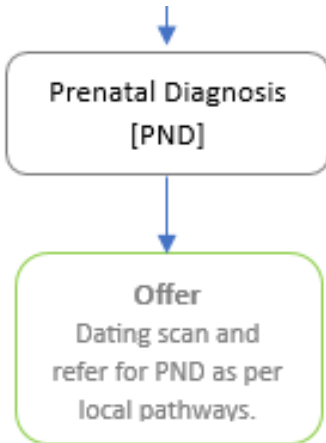 Prenatal Diagnosis
[PND]
Offer
Dating scan and
refer for PND as per
local pathways.